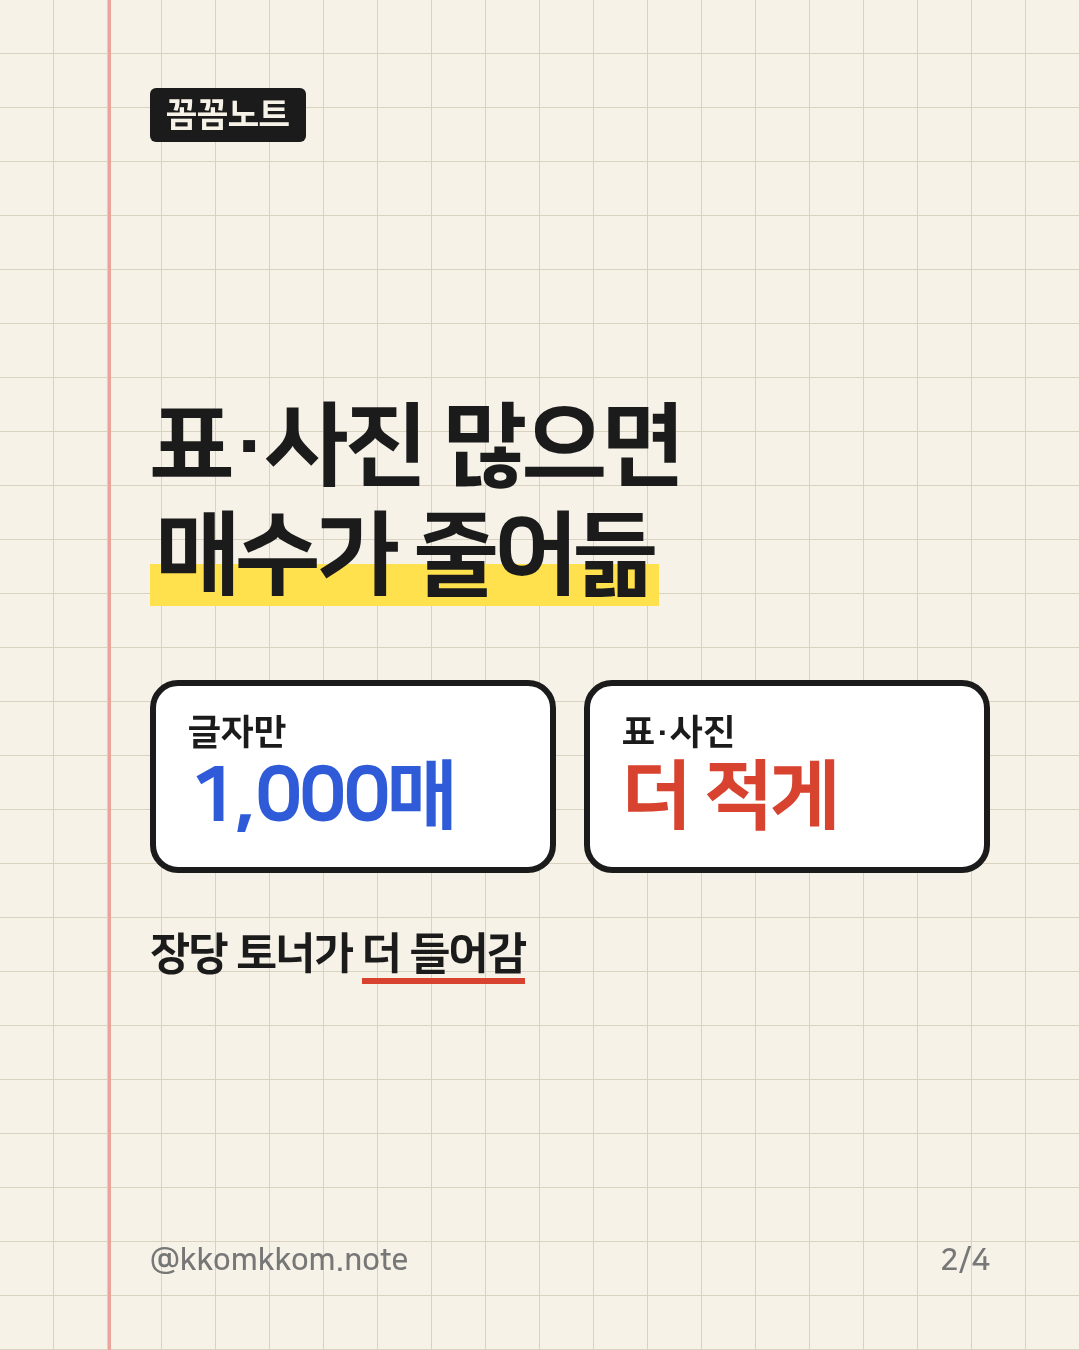 꼼꼼노트
표·사진 많으면
매수가 줄어듦
글자만
1,000매
표·사진
더 적게
장당 토너가 더 들어감
@kkomkkom.note
2/4